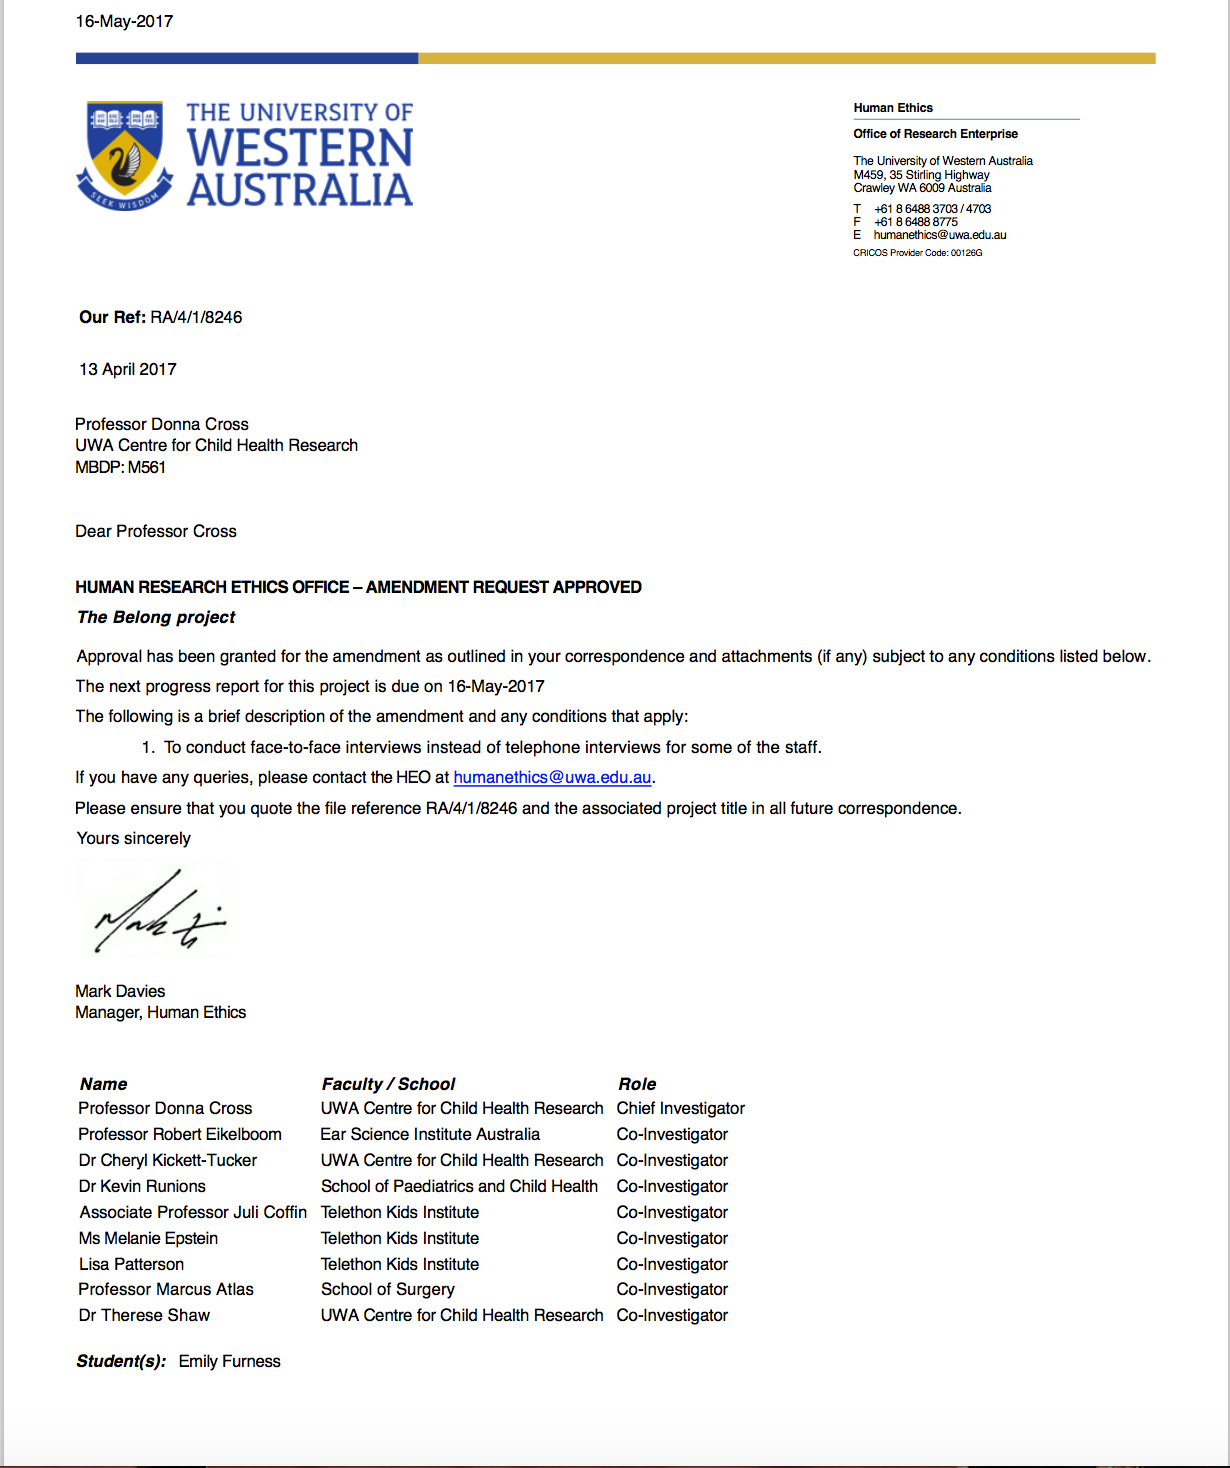 16-May-2017
THE UNIVERSITY OF
WESTERN
AUSTRALIA
SEEK WISDOM
Human Ethics
Office of Research Enterprise
The University of Western Australia
M459, 35 Stirling Highway
Crawley WA 6009 Australia
T +61 8 6488 3703 / 4703
F +61 8 6488 8775
E humanethics@uwa.edu.au
CRICOS Provider Code: 00126G
Our Ref: RA/4/1/8246
13 April 2017
Professor Donna Cross
UWA Centre for Child Health Research
MBDP: M561
Dear Professor Cross
HUMAN RESEARCH ETHICS OFFICE – AMENDMENT REQUEST APPROVED
The Belong project
Approval has been granted for the amendment as outlined in your correspondence and attachments (if any) subject to any conditions listed below.
The next progress report for this project is due on 16-May-2017
The following is a brief description of the amendment and any conditions that apply:
1. To conduct face-to-face interviews instead of telephone interviews for some of the staff.
If you have any queries, please contact the HEO at humanethics@uwa.edu.au.
Please ensure that you quote the file reference RA/4/1/8246 and the associated project title in all future correspondence.
Yours sincerely
Mark Davies
Manager, Human Ethics
Name Faculty / School Role
Professor Donna Cross UWA Centre for Child Health Research Chief Investigator
Professor Robert Eikelboom Ear Science Institute Australia Co-Investigator
Dr Cheryl Kickett-Tucker UWA Centre for Child Health Research Co-Investigator
Dr Kevin Runions School of Paediatrics and Child Health Co-Investigator
Associate Professor Juli Coffin Telethon Kids Institute Co-Investigator
Ms Melanie Epstein Telethon Kids Institute Co-Investigator
Lisa Patterson Telethon Kids Institute Co-Investigator
Professor Marcus Atlas School of Surgery Co-Investigator
Dr Therese Shaw UWA Centre for Child Health Research Co-Investigator
Student(s): Emily Furness